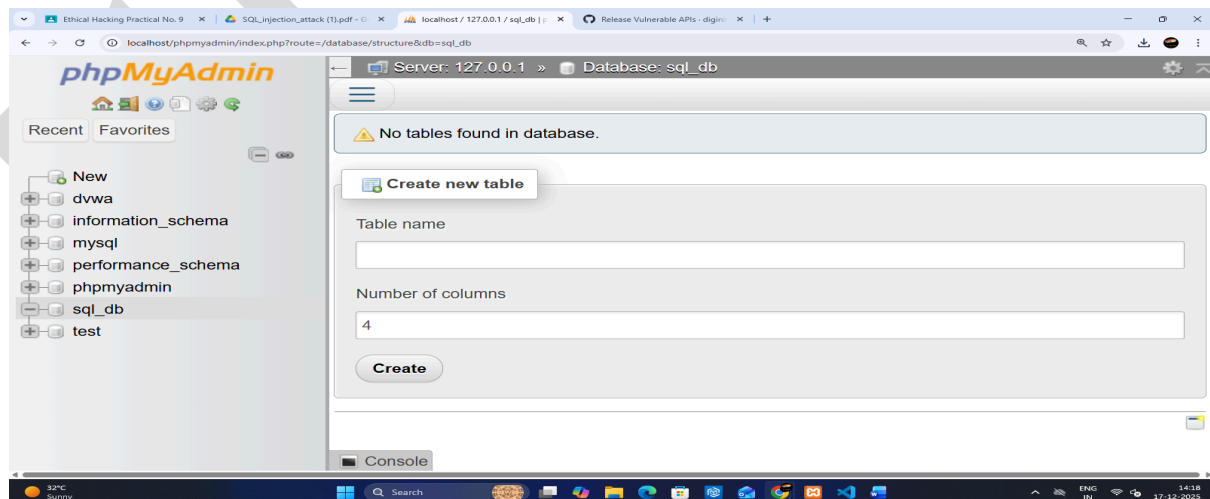 Ethical Hacking Practical No. 9
SQL_injection_attack (1).pdf - G
localhost / 127.0.0.1 / sql_db | p
Release Vulnerable APIs · digini
localhost/phpmyadmin/index.php?route=/database/structure&db=sql_db
phpMyAdmin
Server: 127.0.0.1 » Database: sql_db
Recent Favorites
No tables found in database.
New
Create new table
dvwa
information_schema
Table name
mysql
performance_schema
phpmyadmin
Number of columns
sql_db
4
test
Create
Console
32°C
Sunny
Search
ENG
IN
14:18
17-12-2025